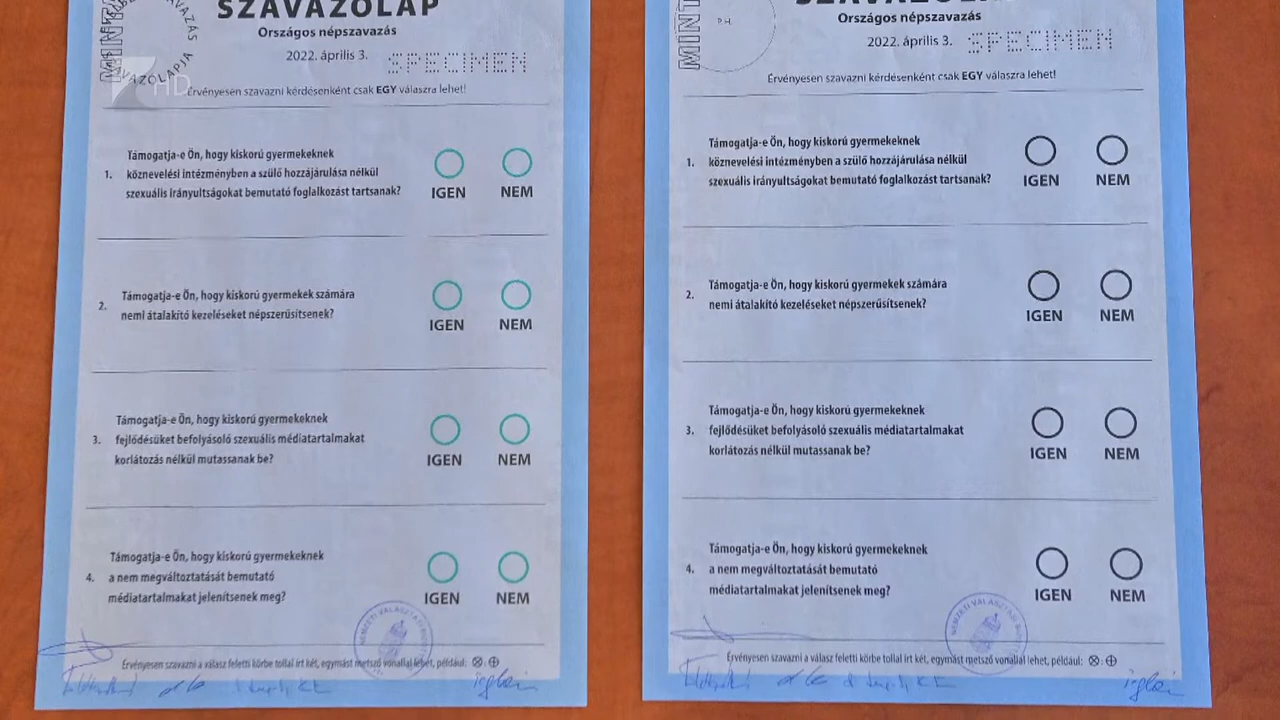 SZAVAZÓLAP
Országos népszavazás
2022. április 3.
SPECIMEN
Érvényesen szavazni kérdésenként csak EGY válaszra lehet!
1.
Támogatja-e Ön, hogy kiskorú gyermekeknek
köznevelési intézményben a szülő hozzájárulása nélkül
szexuális irányultságokat bemutató foglalkozást tartsanak?
IGEN NEM
2.
Támogatja-e Ön, hogy kiskorú gyermekek számára
nemi átalakító kezeléseket népszerűsítsenek?
IGEN NEM
3.
Támogatja-e Ön, hogy kiskorú gyermekeknek
fejlődésüket befolyásoló szexuális médiatartalmakat
korlátozás nélkül mutassanak be?
IGEN NEM
4.
Támogatja-e Ön, hogy kiskorú gyermekeknek
a nem megváltoztatását bemutató
médiatartalmakat jelenítsenek meg?
IGEN NEM
Érvényesen szavazni a válasz feletti körbe tollal írt két, egymást metsző vonallal lehet, például:
HD
Országos népszavazás
P.H.
2022. április 3.
SPECIMEN
Érvényesen szavazni kérdésenként csak EGY válaszra lehet!
1.
Támogatja-e Ön, hogy kiskorú gyermekeknek
köznevelési intézményben a szülő hozzájárulása nélkül
szexuális irányultságokat bemutató foglalkozást tartsanak?
IGEN NEM
2.
Támogatja-e Ön, hogy kiskorú gyermekek számára
nemi átalakító kezeléseket népszerűsítsenek?
IGEN NEM
3.
Támogatja-e Ön, hogy kiskorú gyermekeknek
fejlődésüket befolyásoló szexuális médiatartalmakat
korlátozás nélkül mutassanak be?
IGEN NEM
4.
Támogatja-e Ön, hogy kiskorú gyermekeknek
a nem megváltoztatását bemutató
médiatartalmakat jelenítsenek meg?
IGEN NEM
Érvényesen szavazni a válasz feletti körbe tollal írt két, egymást metsző vonallal lehet, például: